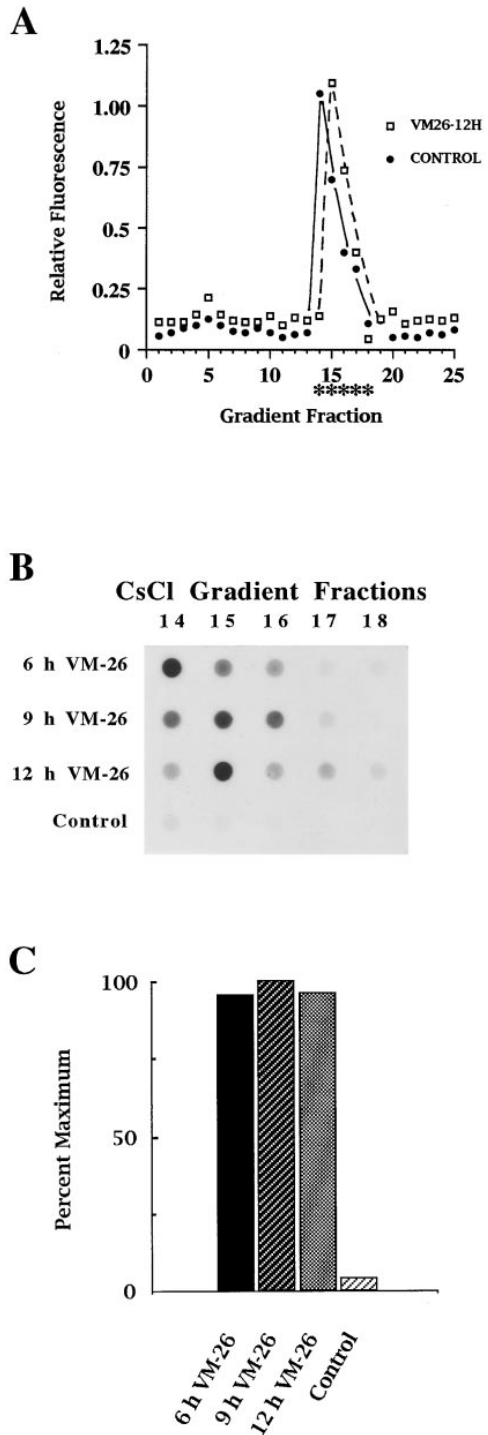 A
1.25
1.00
0.75
0.50
0.25
0
Relative Fluorescence
VM26-12H
CONTROL
0 5 10 15 20 25
*****
Gradient Fraction
B
CsCl Gradient Fractions
14 15 16 17 18
6 h VM-26
9 h VM-26
12 h VM-26
Control
C
100
50
0
Percent Maximum
6 h VM-26
9 h VM-26
12 h VM-26
Control